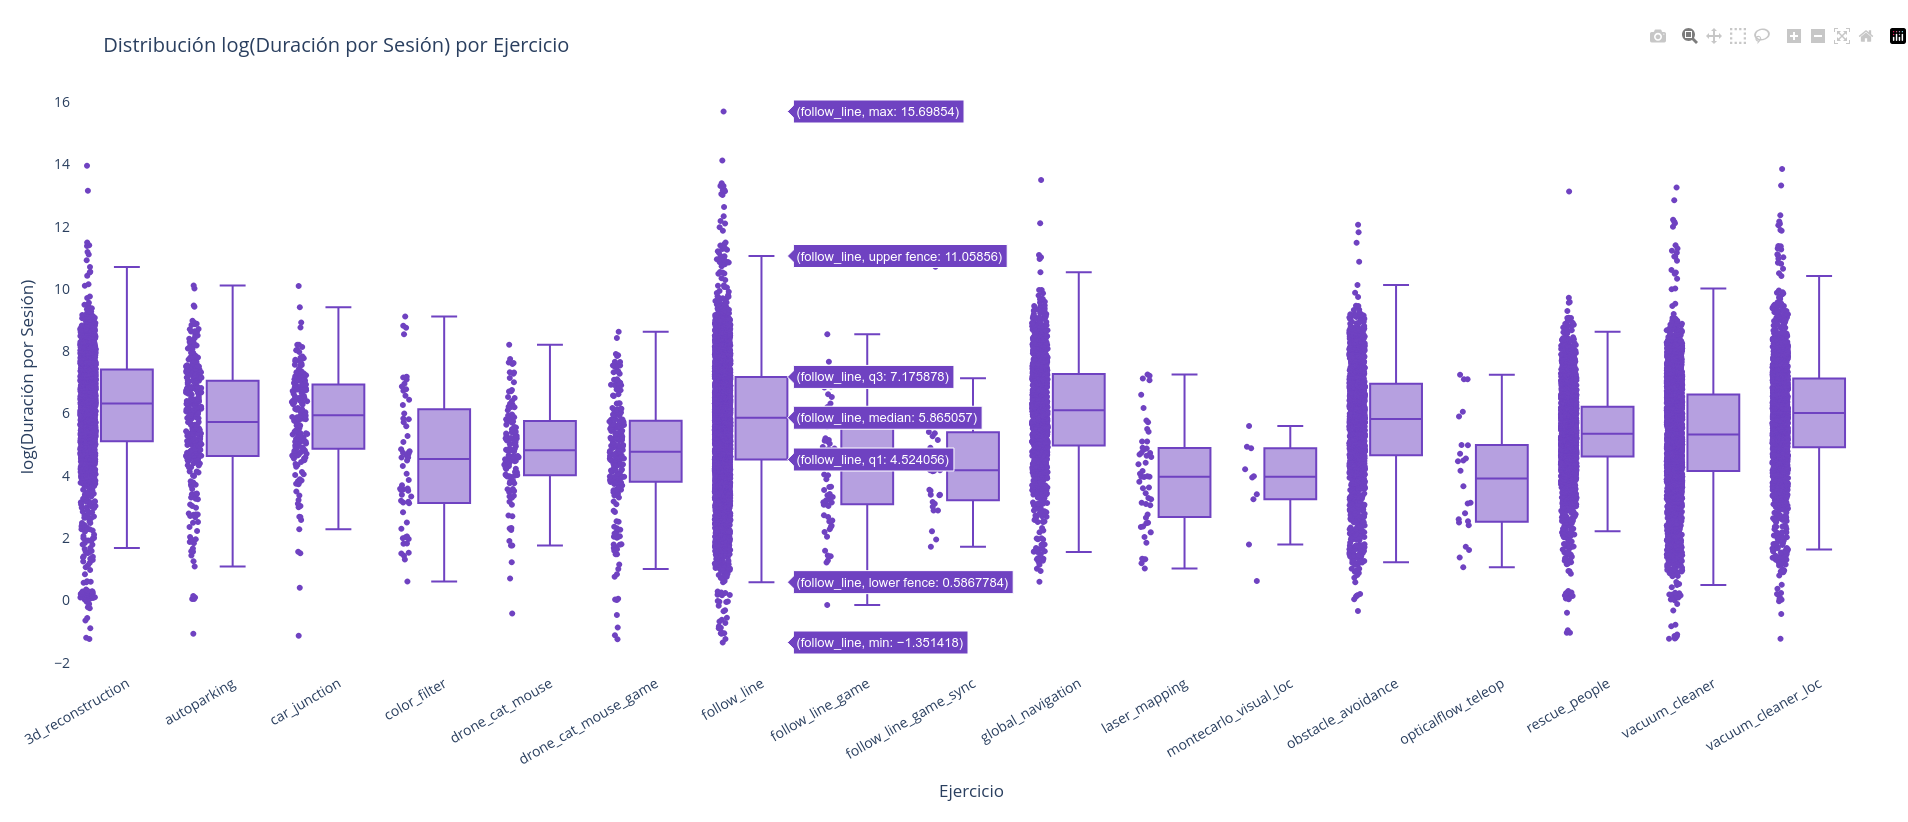 Distribución log(Duración por Sesión) por Ejercicio
16
14
12
10
8
6
4
2
0
−2
log(Duración por Sesión)
(follow_line, max: 15.69854)
(follow_line, upper fence: 11.05856)
(follow_line, q3: 7.175878)
(follow_line, median: 5.865057)
(follow_line, q1: 4.524056)
(follow_line, lower fence: 0.5867784)
(follow_line, min: −1.351418)
3d_reconstruction
autoparking
car_junction
color_filter
drone_cat_mouse
drone_cat_mouse_game
follow_line
follow_line_game
follow_line_game_sync
global_navigation
laser_mapping
montecarlo_visual_loc
obstacle_avoidance
opticalflow_teleop
rescue_people
vacuum_cleaner
vacuum_cleaner_loc
Ejercicio